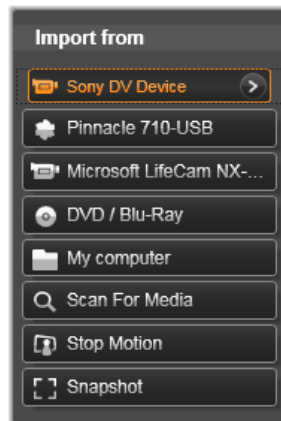 Import from
Sony DV Device
Pinnacle 710-USB
Microsoft LifeCam NX-...
DVD / Blu-Ray
My computer
Scan For Media
Stop Motion
Snapshot